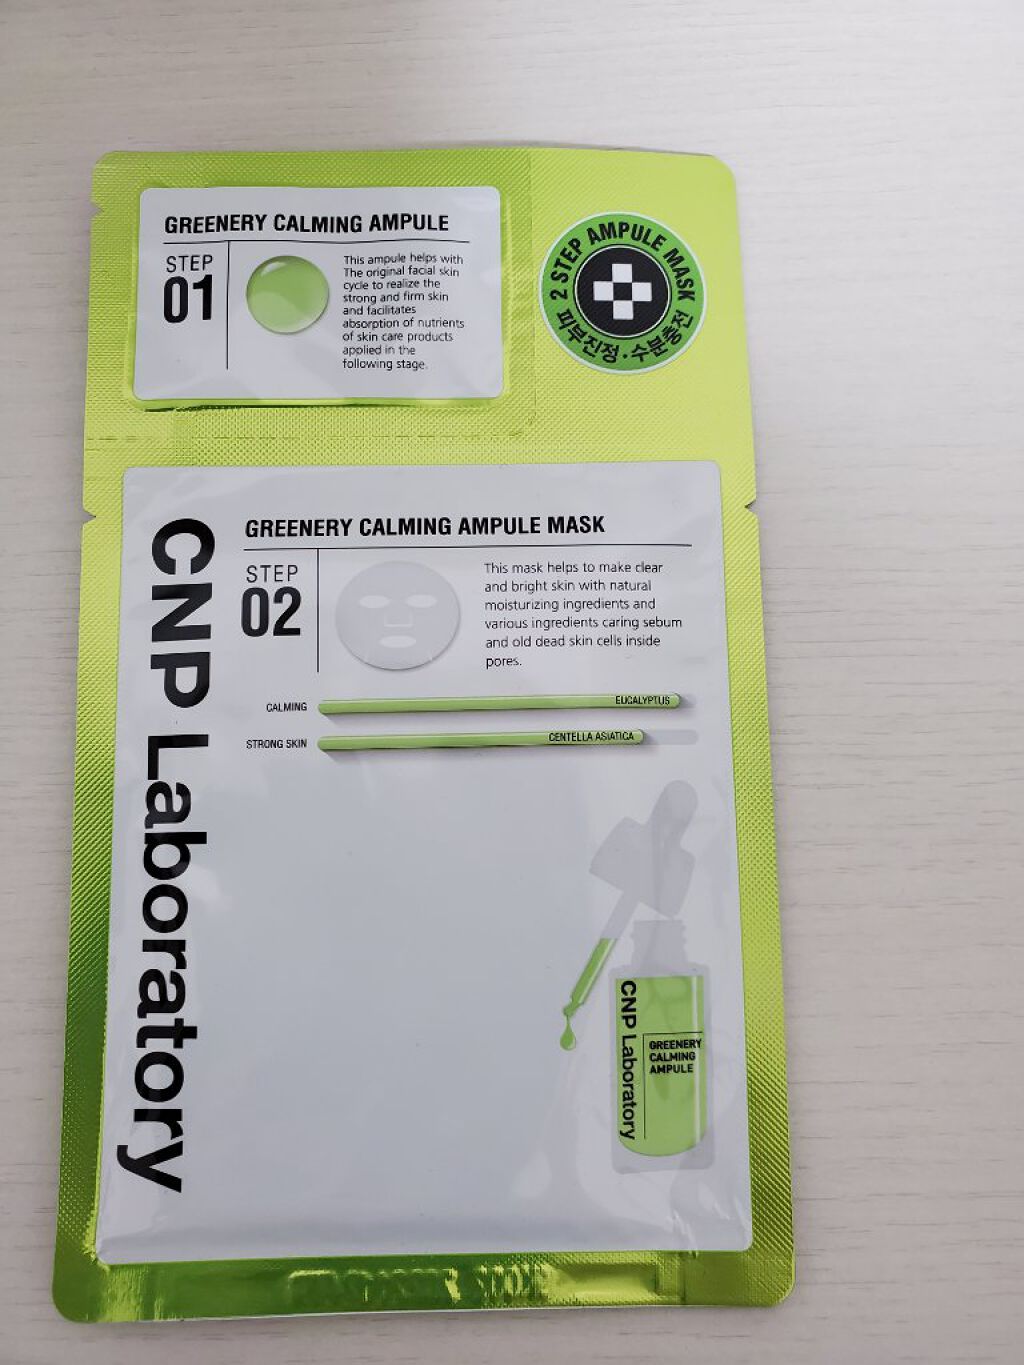 GREENERY CALMING AMPULE
STEP
01
This ampule helps with
The original facial skin
cycle to realize the
strong and firm skin
and facilitates
absorption of nutrients
of skin care products
applied in the
following stage.
2 STEP AMPULE MASK
피부진정·수분충전
CNP Laboratory
GREENERY CALMING AMPULE MASK
STEP
02
This mask helps to make clear
and bright skin with natural
moisturizing ingredients and
various ingredients caring sebum
and old dead skin cells inside
pores.
CALMING
EUCALYPTUS
STRONG SKIN
CENTELLA ASIATICA
CNP Laboratory
GREENERY
CALMING
AMPULE